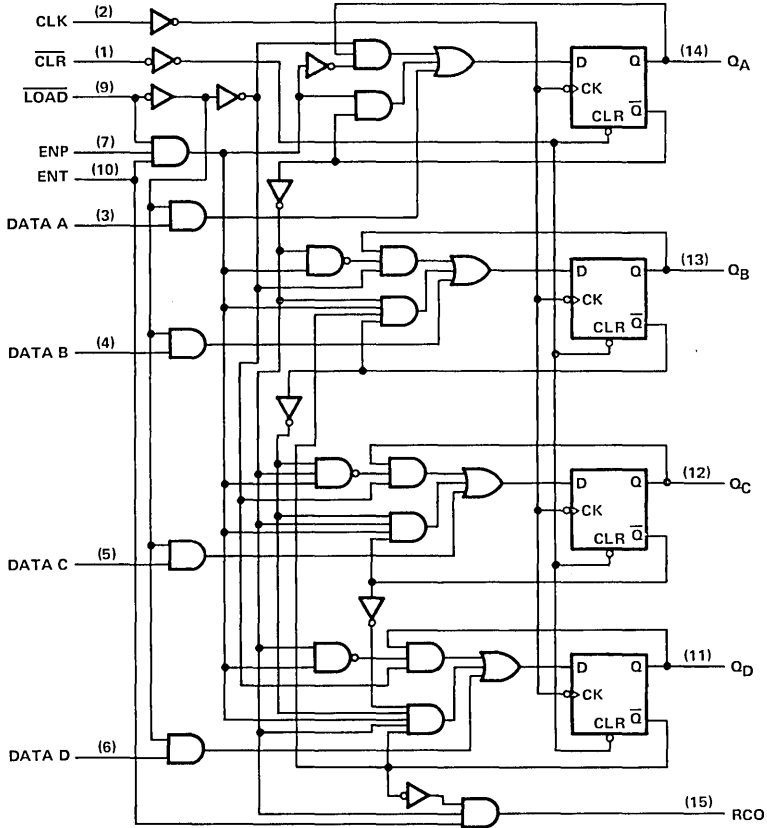 CLK (2)
CLR (1)
LOAD (9)
ENP (7)
ENT (10)
DATA A (3)
DATA B (4)
DATA C (5)
DATA D (6)
D Q (14) QA
CK
CLR Q
D Q (13) QB
CK
CLR Q
D Q (12) QC
CK
CLR Q
D Q (11) QD
CK
CLR Q
(15) RCO